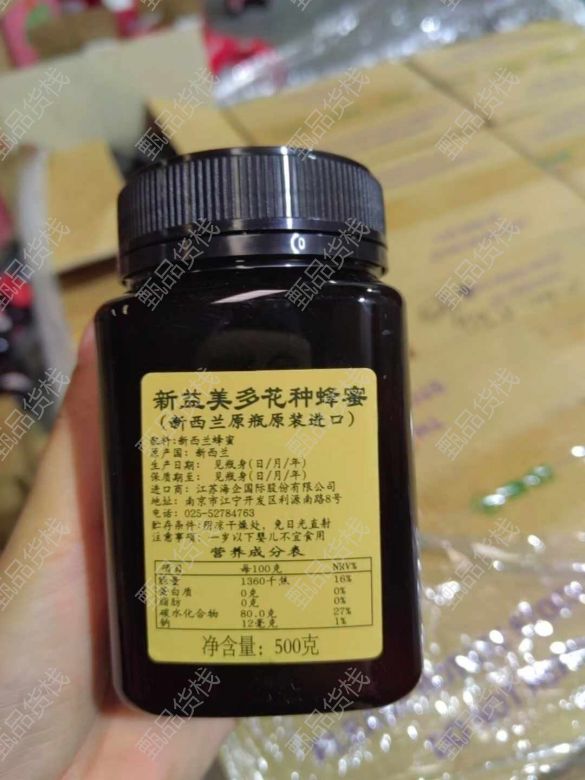 新益美多花种蜂蜜
(新西兰原瓶原装进口)
配料:新西兰蜂蜜
原产国: 新西兰
生产日期: 见瓶身(日/月/年)
保质期至: 见瓶身(日/月/年)
进口商: 江苏海企国际股份有限公司
地址: 南京市江宁开发区利源南路8号
电话: 025-52784763
贮存条件:阴凉干燥处, 免日光直射
注意事项: 一岁以下婴儿不宜食用
营养成分表
项目 每100克 NRV%
能量 1360千焦 16%
蛋白质 0克 0%
脂肪 0克 0%
碳水化合物 80.0克 27%
钠 12毫克 1%
净含量: 500克
甄品货栈